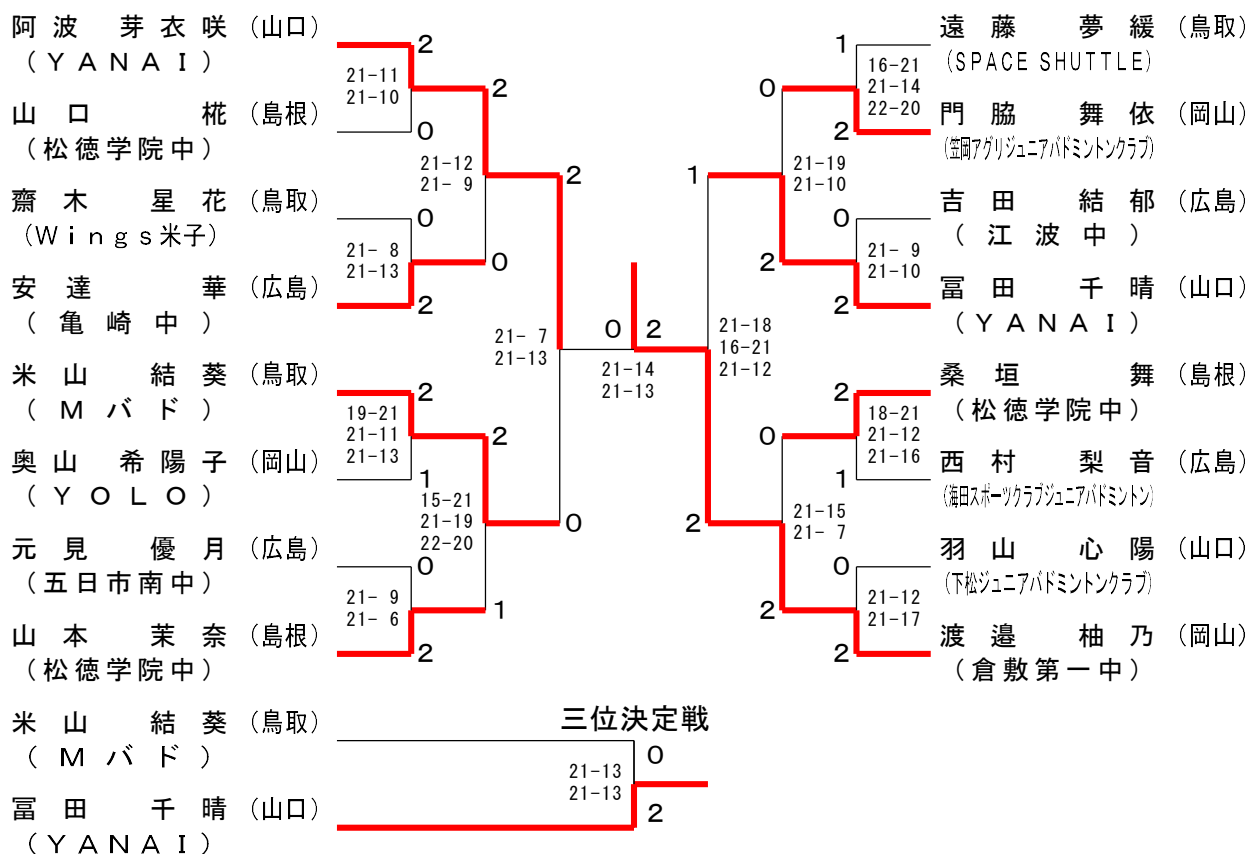 阿波 芽衣咲 (山口)
(ＹＡＮＡＩ)
2
21-11
21-10
2
山口 椛 (島根)
(松徳学院中)
0
21-12
21- 9
2
齋木 星花 (鳥取)
(Ｗｉｎｇｓ米子)
0
21- 8
21-13
0
安達 華 (広島)
(亀崎中)
2
21- 7
21-13
米山 結葵 (鳥取)
(Ｍバド)
2
19-21
21-11
21-13
2
奥山 希陽子 (岡山)
(ＹＯＬＯ)
1
15-21
21-19
22-20
0
元見 優月 (広島)
(五日市南中)
0
21- 9
21- 6
1
山本 茉奈 (島根)
(松徳学院中)
2
0 2
21-14
21-13
遠藤 夢緩 (鳥取)
(SPACE SHUTTLE)
1
16-21
21-14
22-20
0
門脇 舞依 (岡山)
(笠岡アグリジュニアバドミントンクラブ)
2
21-19
21-10
1
吉田 結郁 (広島)
(江波中)
0
21- 9
21-10
2
冨田 千晴 (山口)
(ＹＡＮＡＩ)
2
21-18
16-21
21-12
桑垣 舞 (島根)
(松徳学院中)
2
18-21
21-12
21-16
0
西村 梨音 (広島)
(海田スポーツクラブジュニアバドミントン)
1
21-15
21- 7
2
羽山 心陽 (山口)
(下松ジュニアバドミントンクラブ)
0
21-12
21-17
2
渡邉 柚乃 (岡山)
(倉敷第一中)
2
三位決定戦
米山 結葵 (鳥取)
(Ｍバド)
0
21-13
21-13
冨田 千晴 (山口)
(ＹＡＮＡＩ)
2